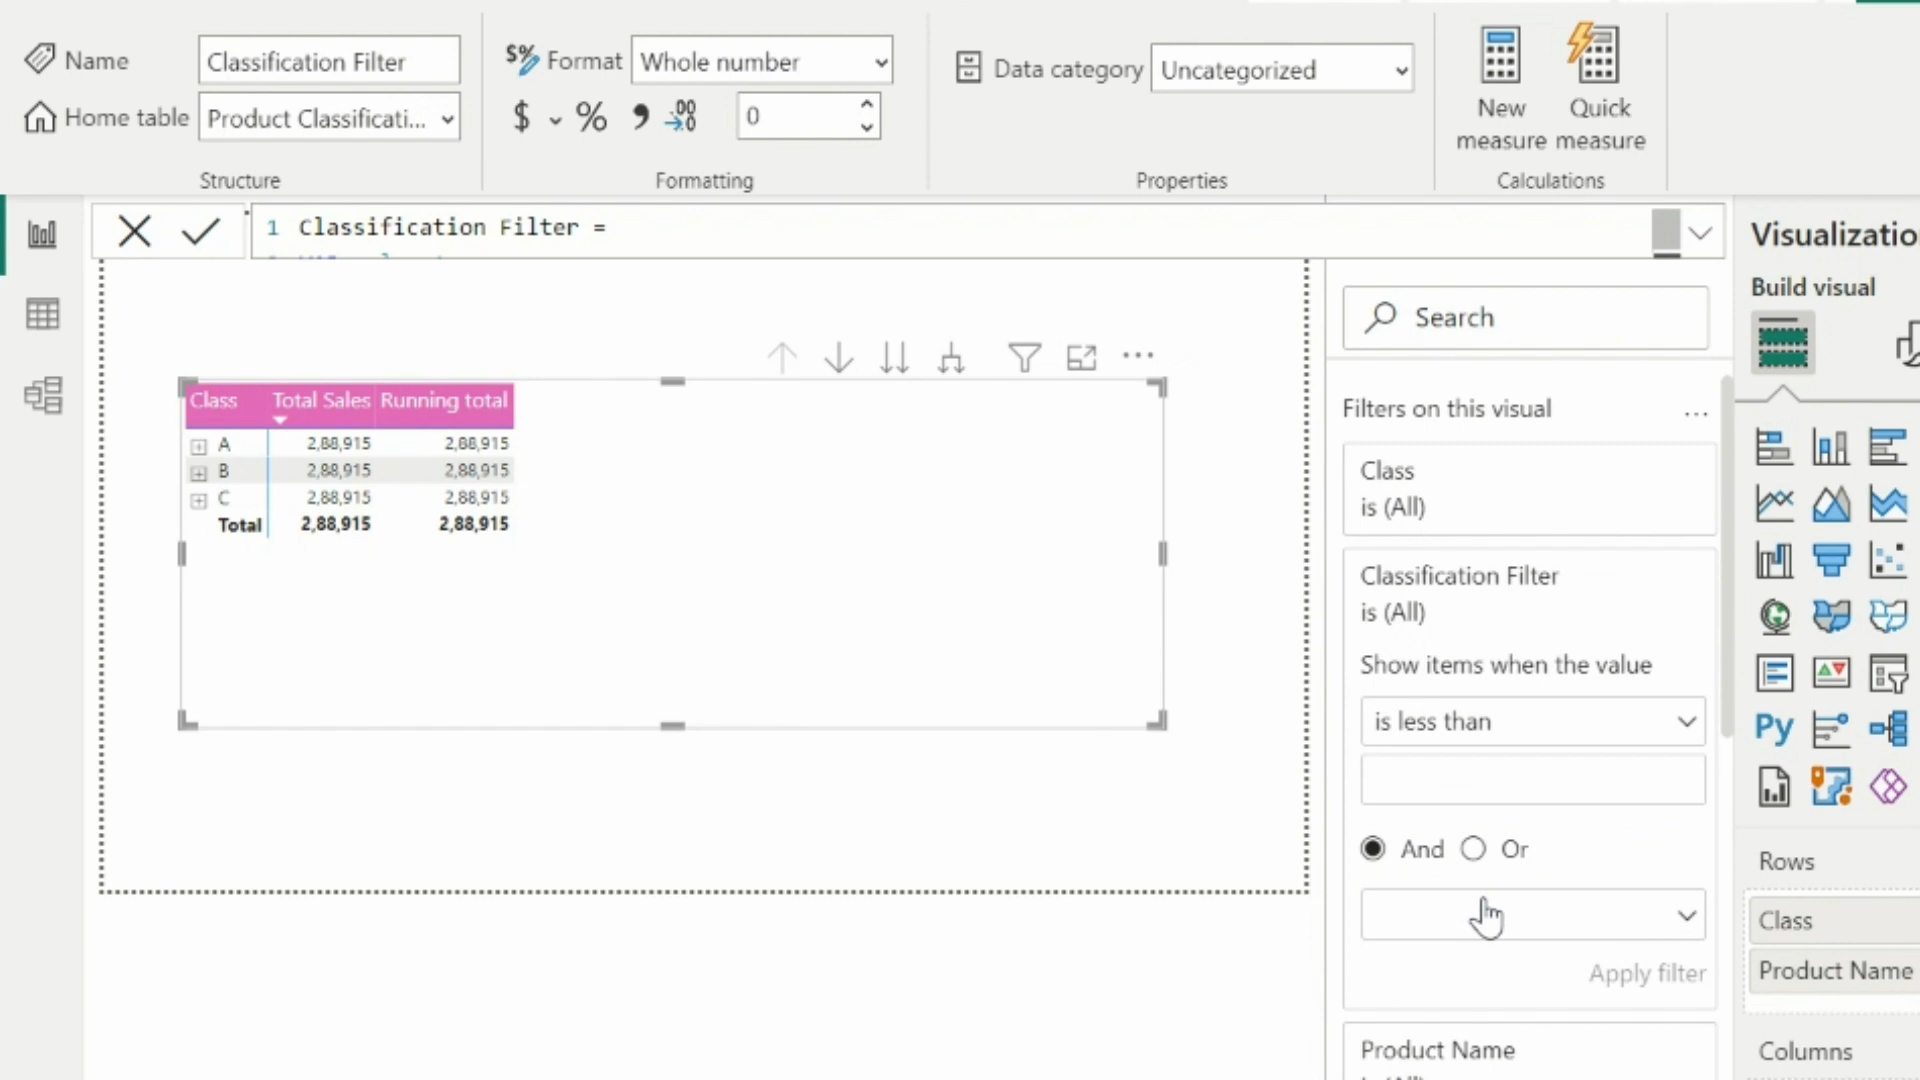 Name
Classification Filter
Format
Whole number
Data category
Uncategorized
New
measure
Quick
measure
Home table
Product Classificati...
$ % 0
Structure
Formatting
Properties
Calculations
1 Classification Filter =
Visualizatio
Build visual
Search
Filters on this visual
Class Total Sales Running total
A 2,88,915 2,88,915
B 2,88,915 2,88,915
C 2,88,915 2,88,915
Total 2,88,915 2,88,915
Class
is (All)
Classification Filter
is (All)
Show items when the value
is less than
And Or
Apply filter
Product Name
Py
Rows
Class
Product Name
Columns